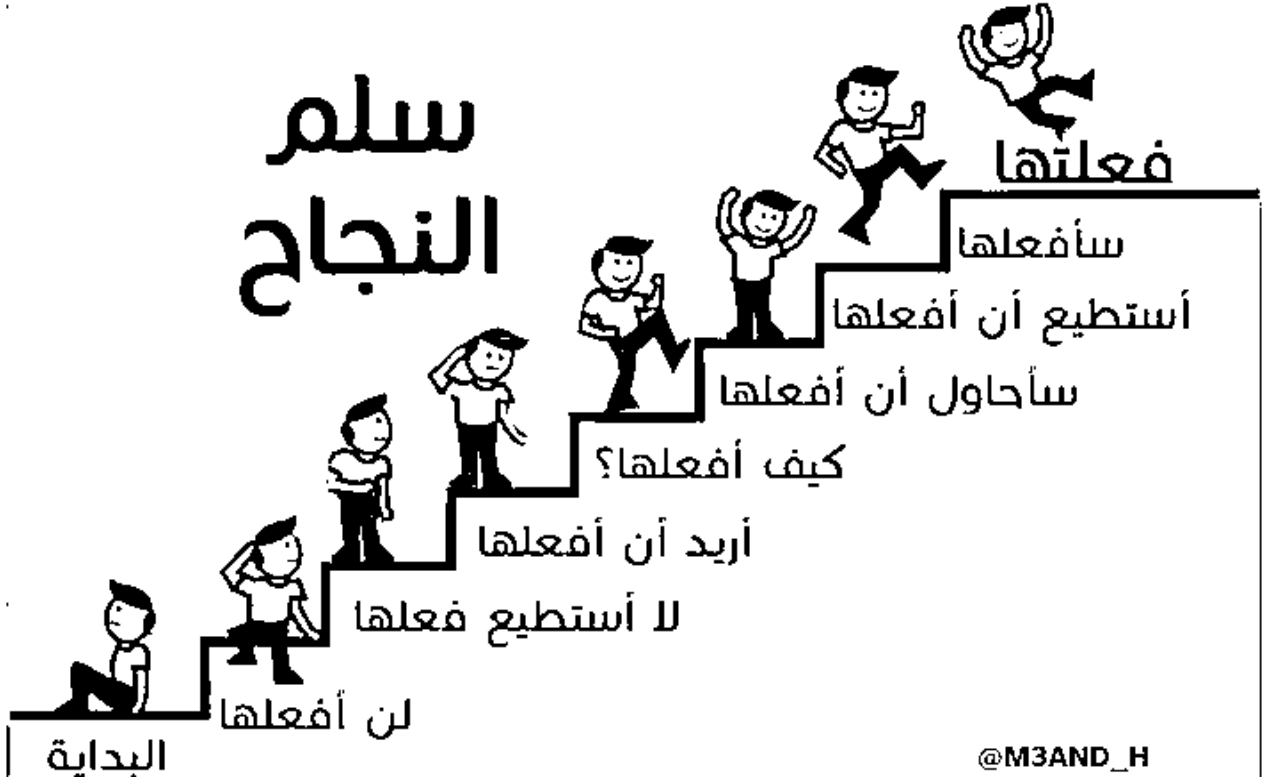 سلم
النجاح
فعلتها
سأفعلها
أستطيع أن أفعلها
سأحاول أن أفعلها
كيف أفعلها؟
أريد أن أفعلها
لا أستطيع فعلها
لن أفعلها
البداية
@M3AND_H